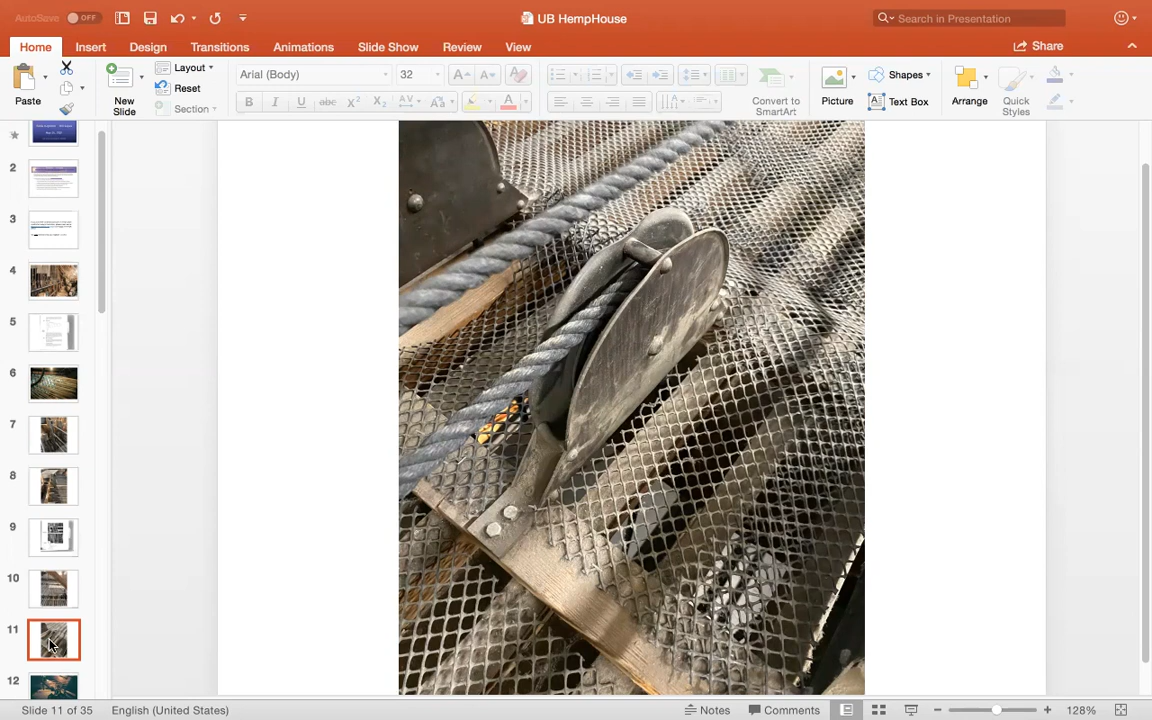 AutoSave OFF
UB HempHouse
Search in Presentation
Home Insert Design Transitions Animations Slide Show Review View Share
Paste
New Slide
Layout
Reset
Section
Arial (Body) 32
Convert to SmartArt
Picture
Shapes
Text Box
Arrange
Quick Styles
2
3
4
5
6
7
8
9
10
11
12
Slide 11 of 35 English (United States) Notes Comments 128%